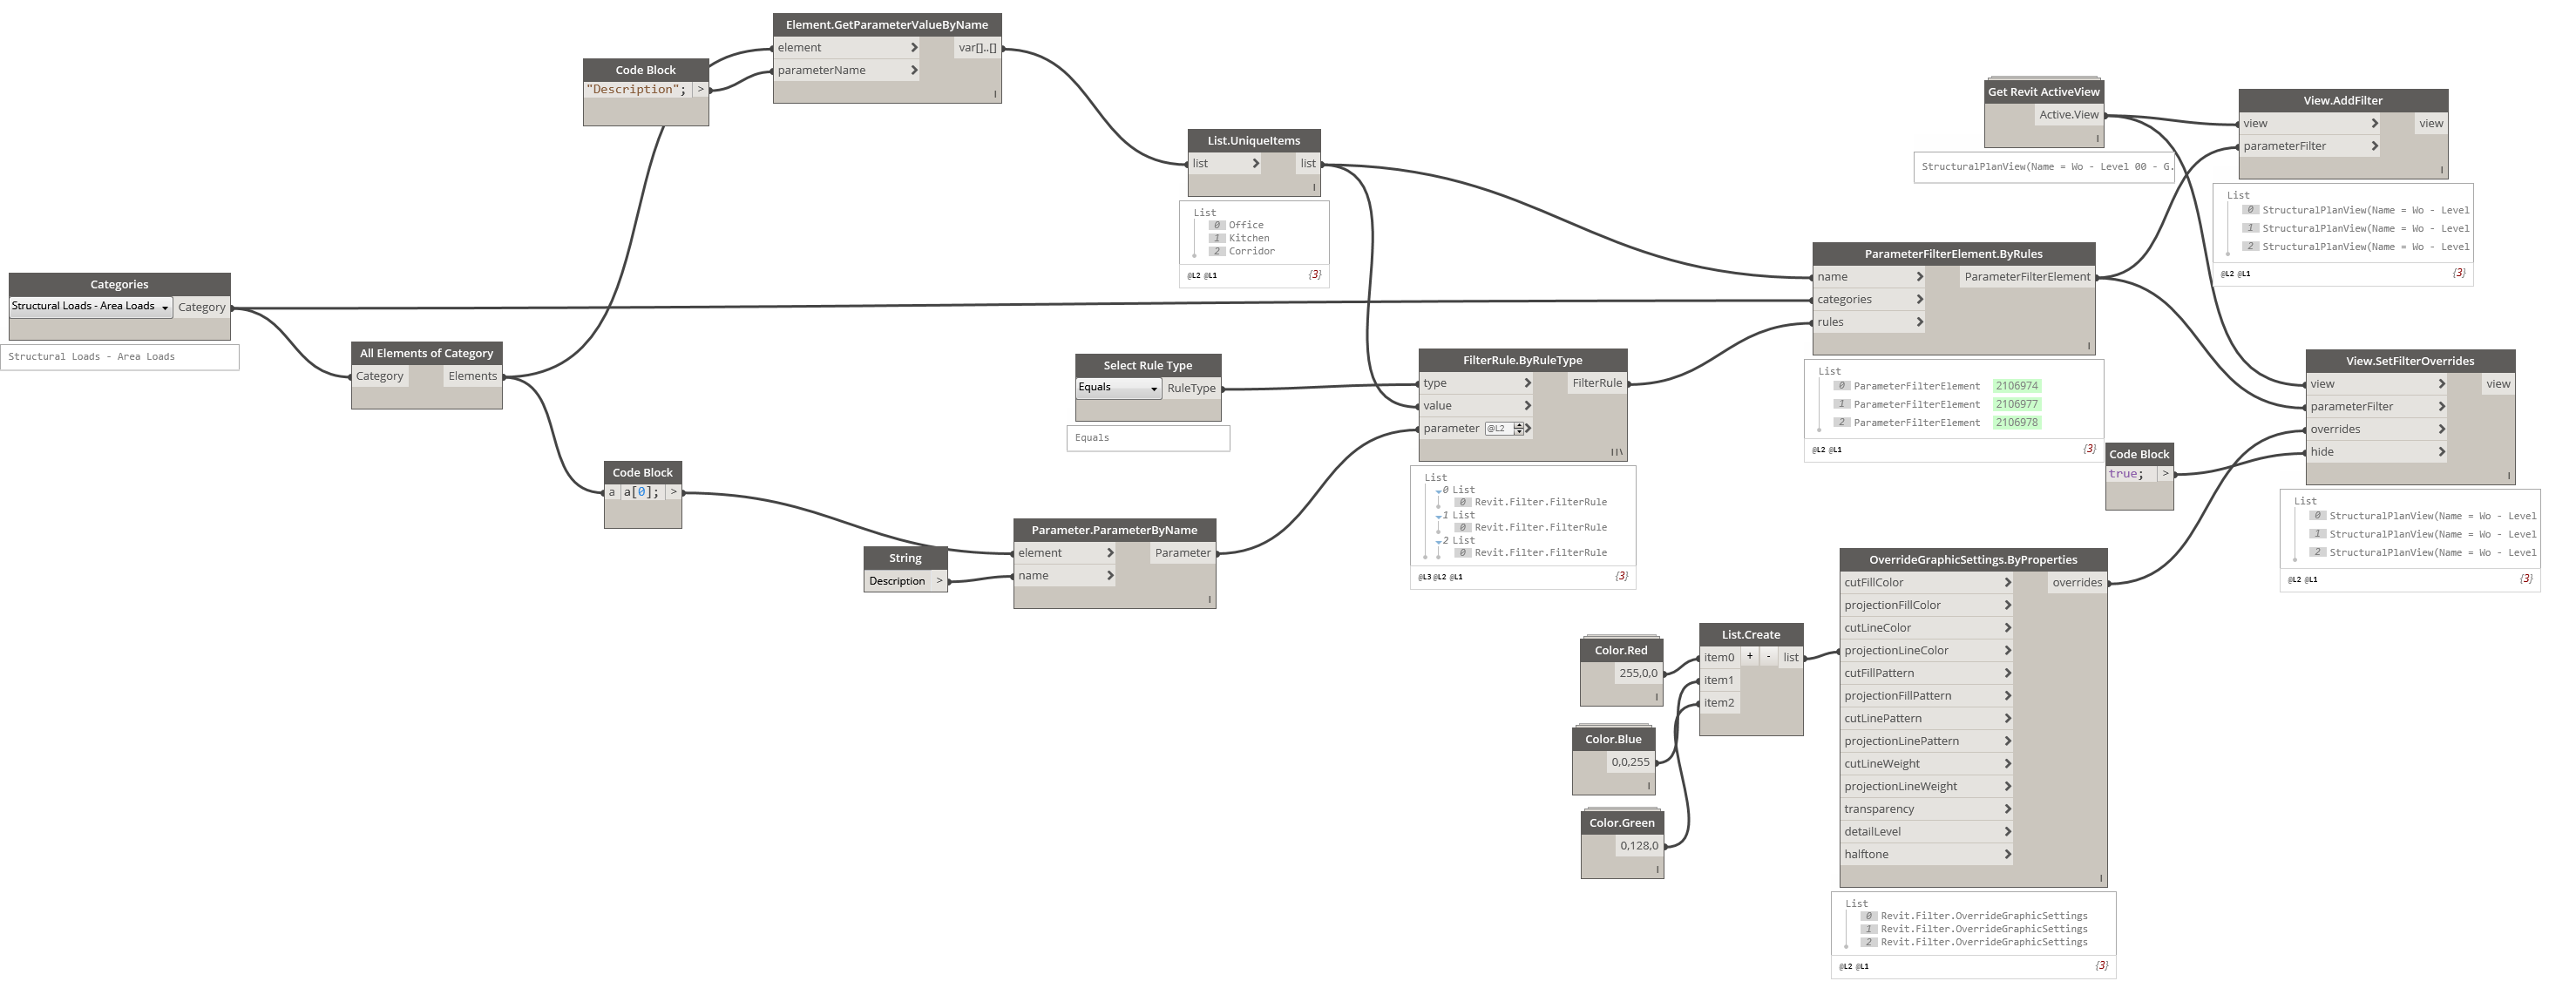 Element.GetParameterValueByName
element > var[]..[]
parameterName >
Code Block
"Description"; >
Get Revit ActiveView
Active.View
StructuralPlanView(Name = Wo - Level 00 - G.
View.AddFilter
view > view
parameterFilter >
List
0 StructuralPlanView(Name = Wo - Level
1 StructuralPlanView(Name = Wo - Level
2 StructuralPlanView(Name = Wo - Level
@L2 @L1 {3}
List.UniqueItems
list > list
List
0 Office
1 Kitchen
2 Corridor
@L2 @L1 {3}
Categories
Structural Loads - Area Loads Category
Structural Loads - Area Loads
All Elements of Category
Category Elements
Code Block
a a[0]; >
Select Rule Type
Equals RuleType
Equals
String
Description >
Parameter.ParameterByName
element > Parameter
name >
FilterRule.ByRuleType
type > FilterRule
value >
parameter @L2 >
List
0 List
0 Revit.Filter.FilterRule
1 List
0 Revit.Filter.FilterRule
2 List
0 Revit.Filter.FilterRule
@L3 @L2 @L1 {3}
ParameterFilterElement.ByRules
name > ParameterFilterElement
categories >
rules >
List
0 ParameterFilterElement 2106974
1 ParameterFilterElement 2106977
2 ParameterFilterElement 2106978
@L2 @L1 {3}
Code Block
true; >
View.SetFilterOverrides
view > view
parameterFilter >
overrides >
hide >
List
0 StructuralPlanView(Name = Wo - Level
1 StructuralPlanView(Name = Wo - Level
2 StructuralPlanView(Name = Wo - Level
@L2 @L1 {3}
Color.Red
255,0,0
Color.Blue
0,0,255
Color.Green
0,128,0
List.Create
item0 + - list
item1
item2
OverrideGraphicSettings.ByProperties
cutFillColor > overrides
projectionFillColor >
cutLineColor >
projectionLineColor >
cutFillPattern >
projectionFillPattern >
cutLinePattern >
projectionLinePattern >
cutLineWeight >
projectionLineWeight >
transparency >
detailLevel >
halftone >
List
0 Revit.Filter.OverrideGraphicSettings
1 Revit.Filter.OverrideGraphicSettings
2 Revit.Filter.OverrideGraphicSettings
@L2 @L1 {3}